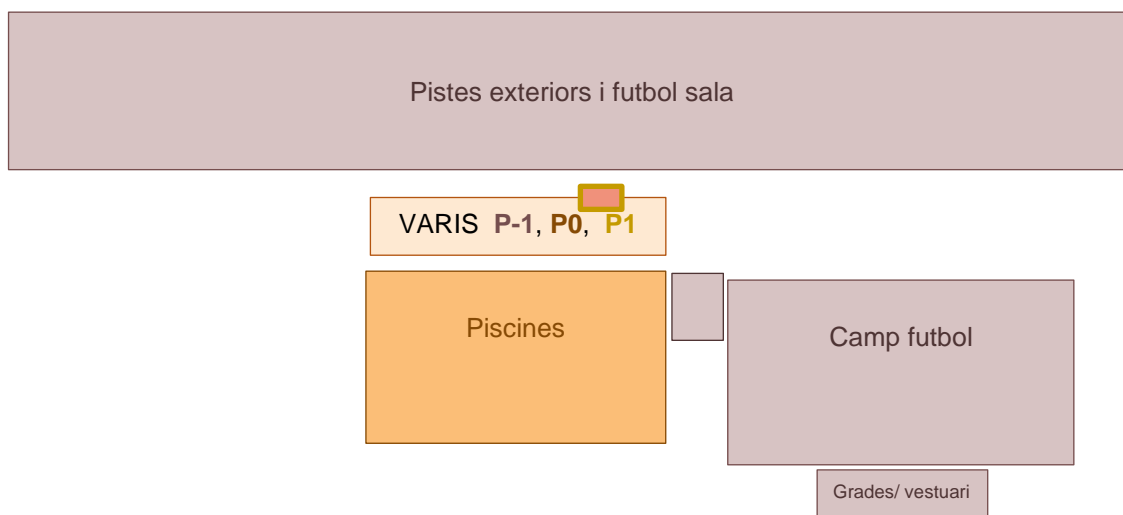 Pistes exteriors i futbol sala
VARIS P-1, P0, P1
Piscines
Camp futbol
Grades/ vestuari